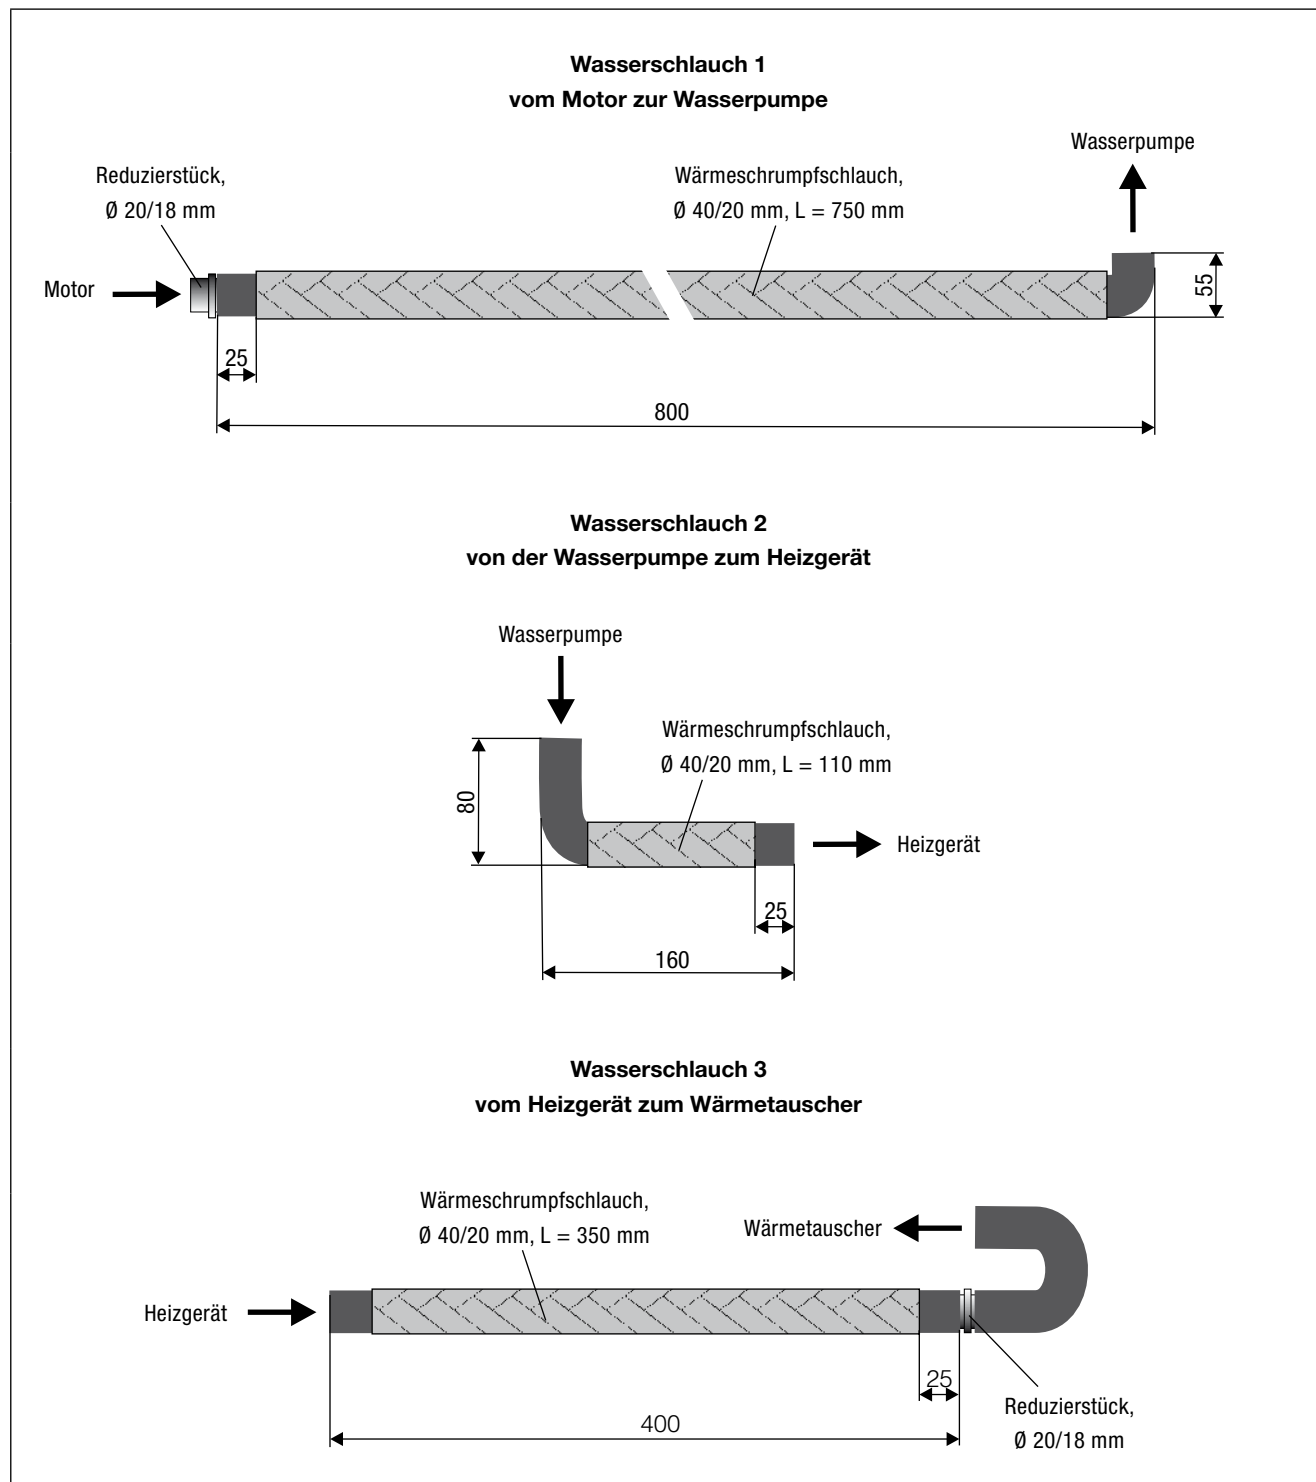 Wasserschlauch 1
vom Motor zur Wasserpumpe
Wasserpumpe
Reduzierstück,
Ø 20/18 mm
Wärmeschrumpfschlauch,
Ø 40/20 mm, L = 750 mm
Motor
55
25
800
Wasserschlauch 2
von der Wasserpumpe zum Heizgerät
Wasserpumpe
Wärmeschrumpfschlauch,
Ø 40/20 mm, L = 110 mm
80
Heizgerät
25
160
Wasserschlauch 3
vom Heizgerät zum Wärmetauscher
Wärmeschrumpfschlauch,
Ø 40/20 mm, L = 350 mm
Wärmetauscher
Heizgerät
25
400
Reduzierstück,
Ø 20/18 mm